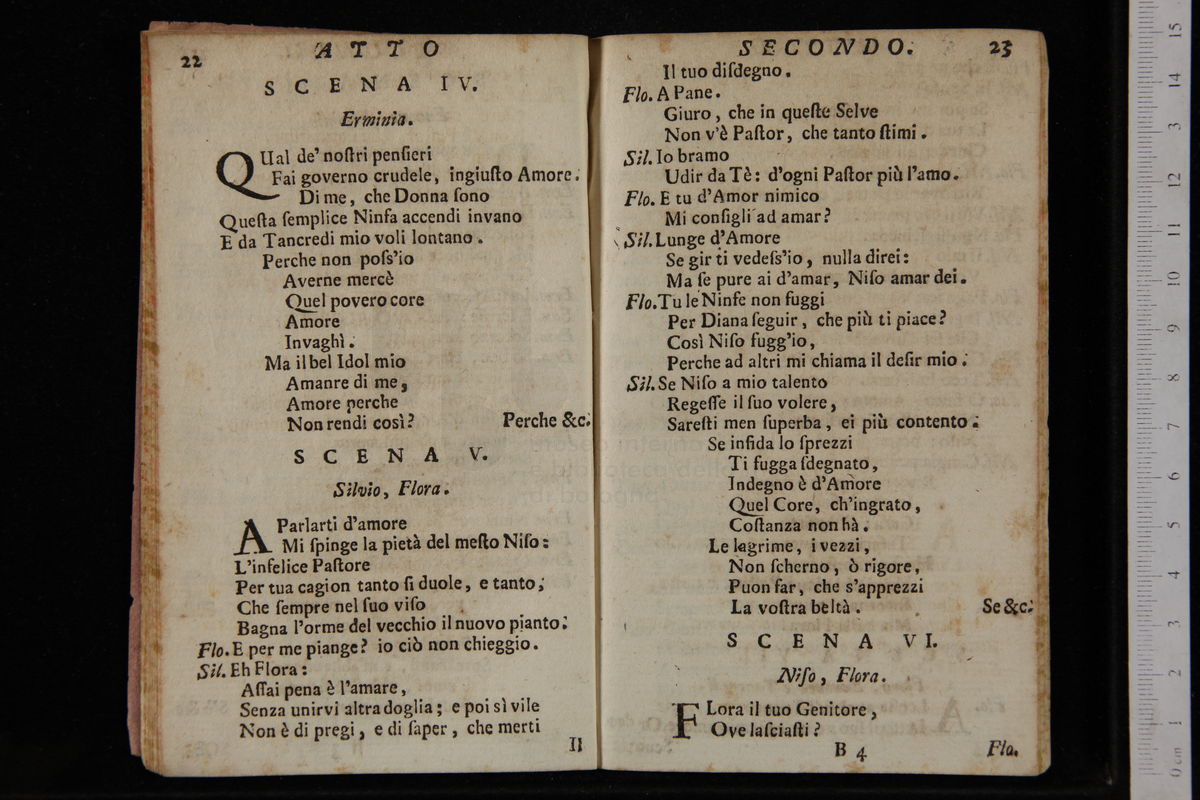 22 ATTO
SCENA IV.
Erminia.
QUal de' noſtri penſieri
Fai governo crudele, ingiuſto Amore.
Di me, che Donna ſono
Queſta ſemplice Ninfa accendi invano
E da Tancredi mio voli lontano.
Perche non poſs'io
Averne mercè
Quel povero core
Amore
Invaghì.
Ma il bel Idol mio
Amanre di me,
Amore perche
Non rendi così? Perche &c.
SCENA V.
Silvio, Flora.
A Parlarti d'amore
Mi ſpinge la pietà del meſto Niſo:
L'infelice Paſtore
Per tua cagion tanto ſi duole, e tanto,
Che ſempre nel ſuo viſo
Bagna l'orme del vecchio il nuovo pianto.
Flo. E per me piange? io ciò non chieggio.
Sil. Eh Flora:
Aſſai pena è l'amare,
Senza unirvi altra doglia; e poi sì vile
Non è di pregi, e di ſaper, che merti
Il
SECONDO. 23
Il tuo diſdegno.
Flo. A Pane.
Giuro, che in queſte Selve
Non v'è Paſtor, che tanto ſtimi.
Sil. Io bramo
Udir da Tè: d'ogni Paſtor più l'amo.
Flo. E tu d'Amor nimico
Mi conſigli ad amar?
Sil. Lunge d'Amore
Se gir ti vedeſs'io, nulla direi:
Ma ſe pure ai d'amar, Niſo amar dei.
Flo. Tu le Ninfe non fuggi
Per Diana ſeguir, che più ti piace?
Così Niſo fugg'io,
Perche ad altri mi chiama il deſir mio.
Sil. Se Niſo a mio talento
Regeſſe il ſuo volere,
Sareſti men ſuperba, ei più contento.
Se infida lo ſprezzi
Ti fugga ſdegnato,
Indegno è d'Amore
Quel Core, ch'ingrato,
Coſtanza non hà.
Le lagrime, i vezzi,
Non ſcherno, ò rigore,
Puon far, che s'apprezzi
La voſtra beltà. Se &c.
SCENA VI.
Niſo, Flora.
FLora il tuo Genitore,
Ove laſciaſti?
B 4 Flo.